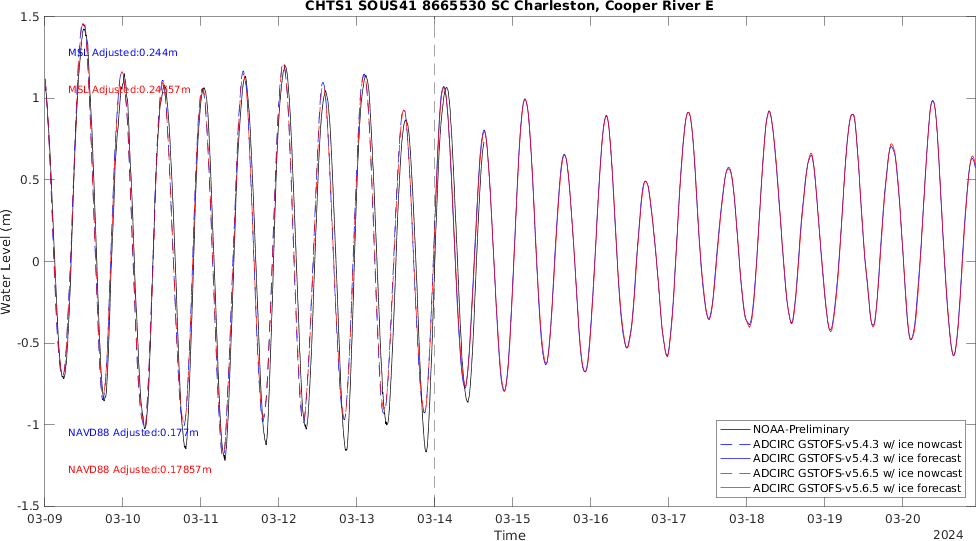 CHTS1 SOUS41 8665530 SC Charleston, Cooper River E
1.5
1
0.5
0
-0.5
-1
-1.5
Water Level (m)
MSL Adjusted:0.244m
MSL Adjusted:0.24357m
NAVD88 Adjusted:0.177m
NAVD88 Adjusted:0.17857m
NOAA-Preliminary
ADCIRC GSTOFS-v5.4.3 w/ ice nowcast
ADCIRC GSTOFS-v5.4.3 w/ ice forecast
ADCIRC GSTOFS-v5.6.5 w/ ice nowcast
ADCIRC GSTOFS-v5.6.5 w/ ice forecast
03-09 03-10 03-11 03-12 03-13 03-14 03-15 03-16 03-17 03-18 03-19 03-20
Time
2024